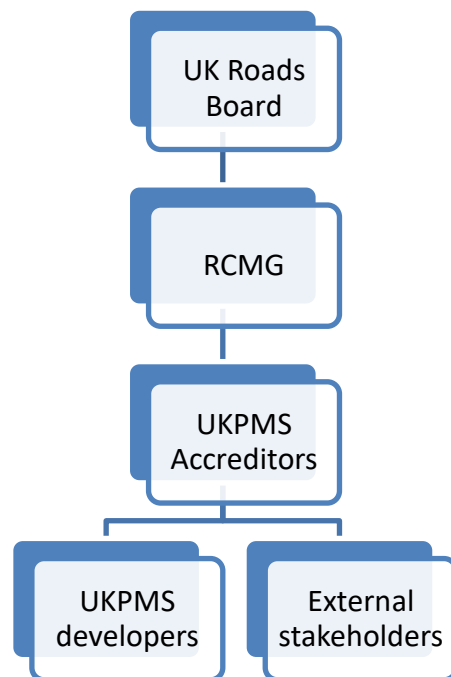 UK Roads
Board
RCMG
UKPMS
Accreditors
UKPMS
developers
External
stakeholders